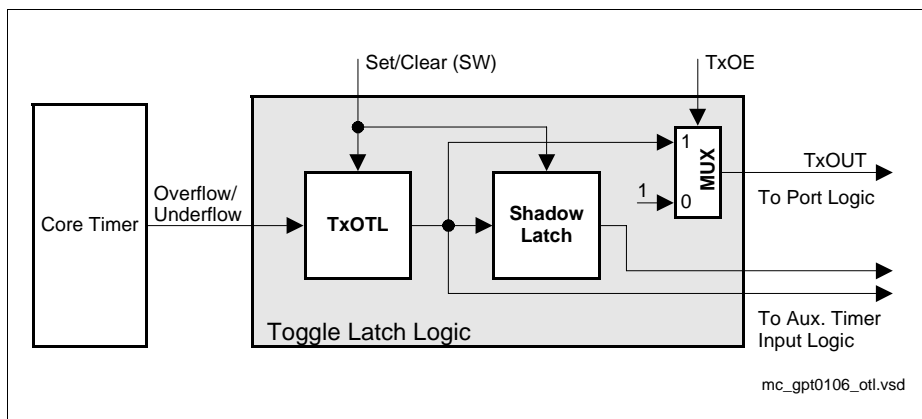 Set/Clear (SW)
TxOE
Core Timer
Overflow/
Underflow
TxOTL
Shadow
Latch
1
1
0
MUX
TxOUT
To Port Logic
Toggle Latch Logic
To Aux. Timer
Input Logic
mc_gpt0106_otl.vsd